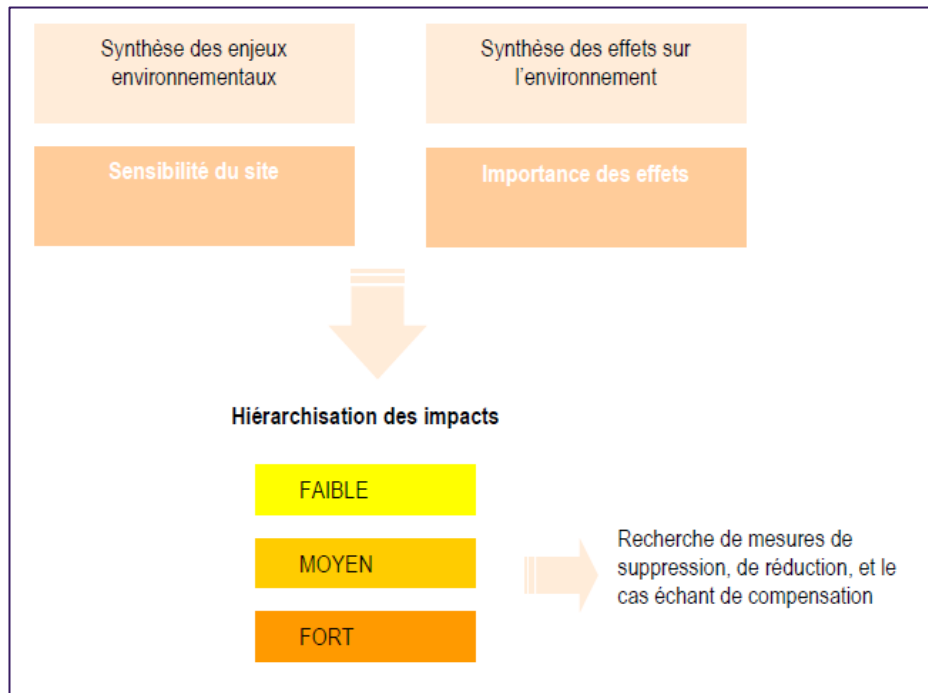 Synthèse des enjeux
environnementaux
Synthèse des effets sur
l'environnement
Sensibilité du site
Importance des effets
Hiérarchisation des impacts
FAIBLE
MOYEN
FORT
Recherche de mesures de
suppression, de réduction, et le
cas échant de compensation